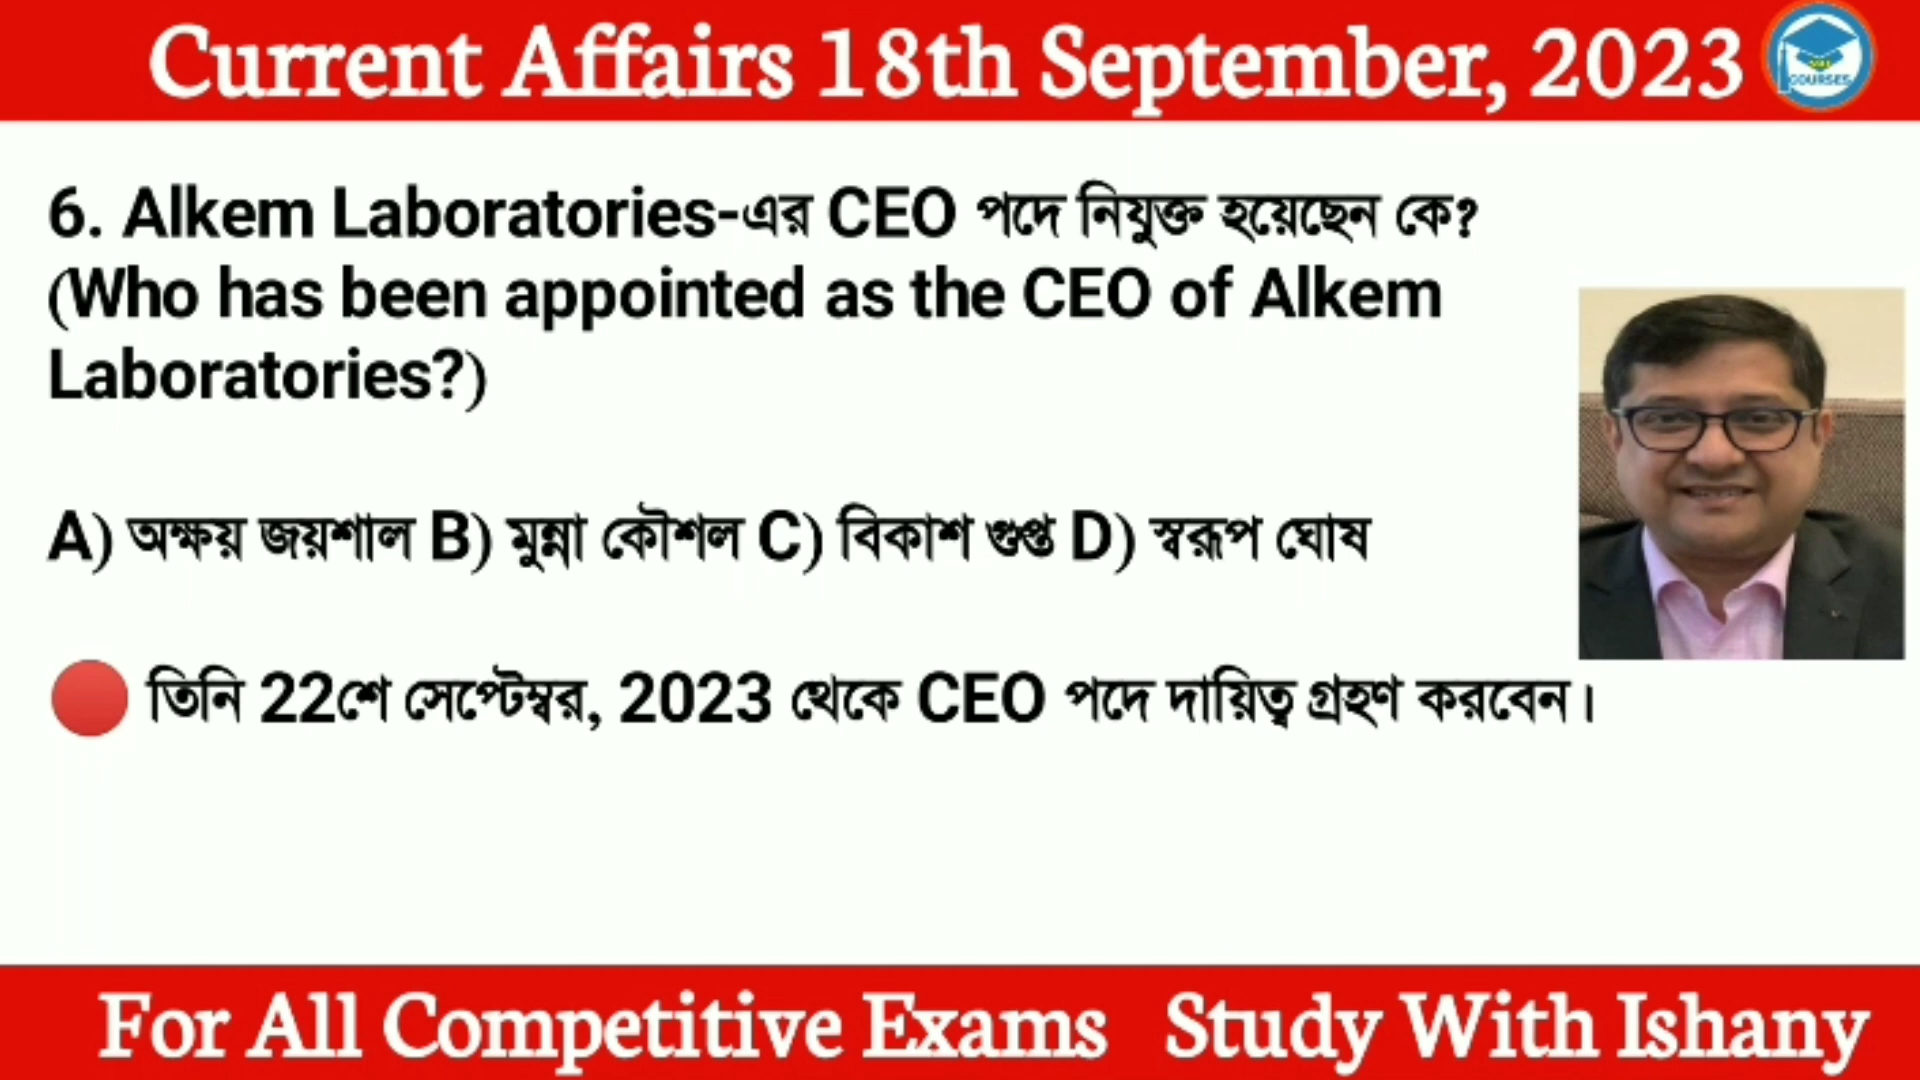 Current Affairs 18th September, 2023
COURSES
6. Alkem Laboratories-এর CEO পদে নিযুক্ত হয়েছেন কে?
(Who has been appointed as the CEO of Alkem
Laboratories?)
A) অক্ষয় জয়শাল B) মুন্না কৌশল C) বিকাশ গুপ্ত D) স্বরূপ ঘোষ
🔴 তিনি 22শে সেপ্টেম্বর, 2023 থেকে CEO পদে দায়িত্ব গ্রহণ করবেন।
For All Competitive Exams Study With Ishany